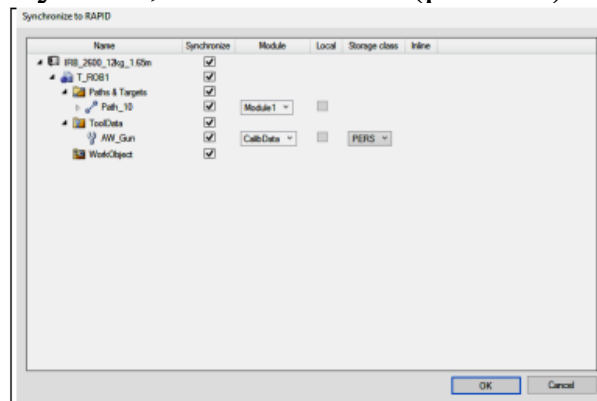 Synchronize to RAPID
Name Synchronize Module Local Storage class Inline
IRB_2600_12kg_1.65m
T_ROB1
Paths & Targets
Path_10 Module1
ToolData
AW_Gun CalibData PERS
WorkObject
OK Cancel